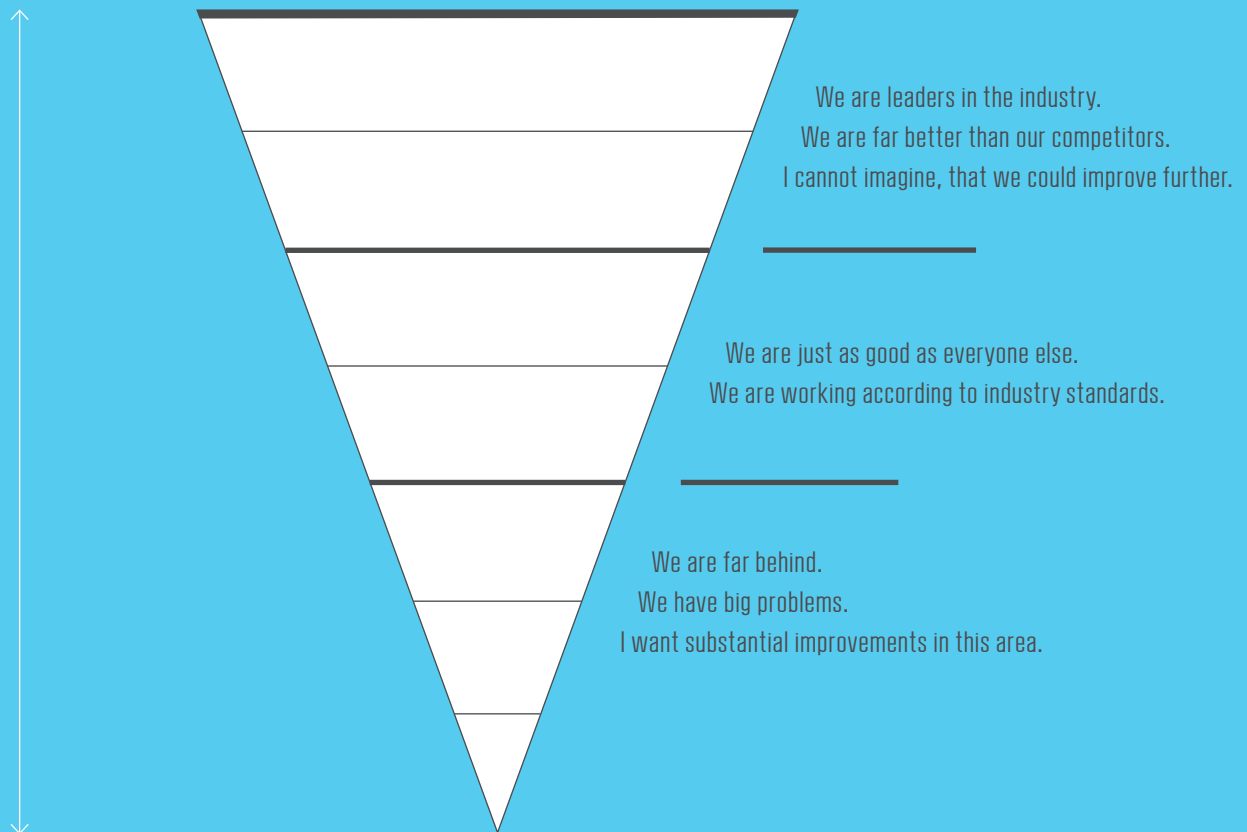 We are leaders in the industry.
We are far better than our competitors.
I cannot imagine, that we could improve further.
We are just as good as everyone else.
We are working according to industry standards.
We are far behind.
We have big problems.
I want substantial improvements in this area.